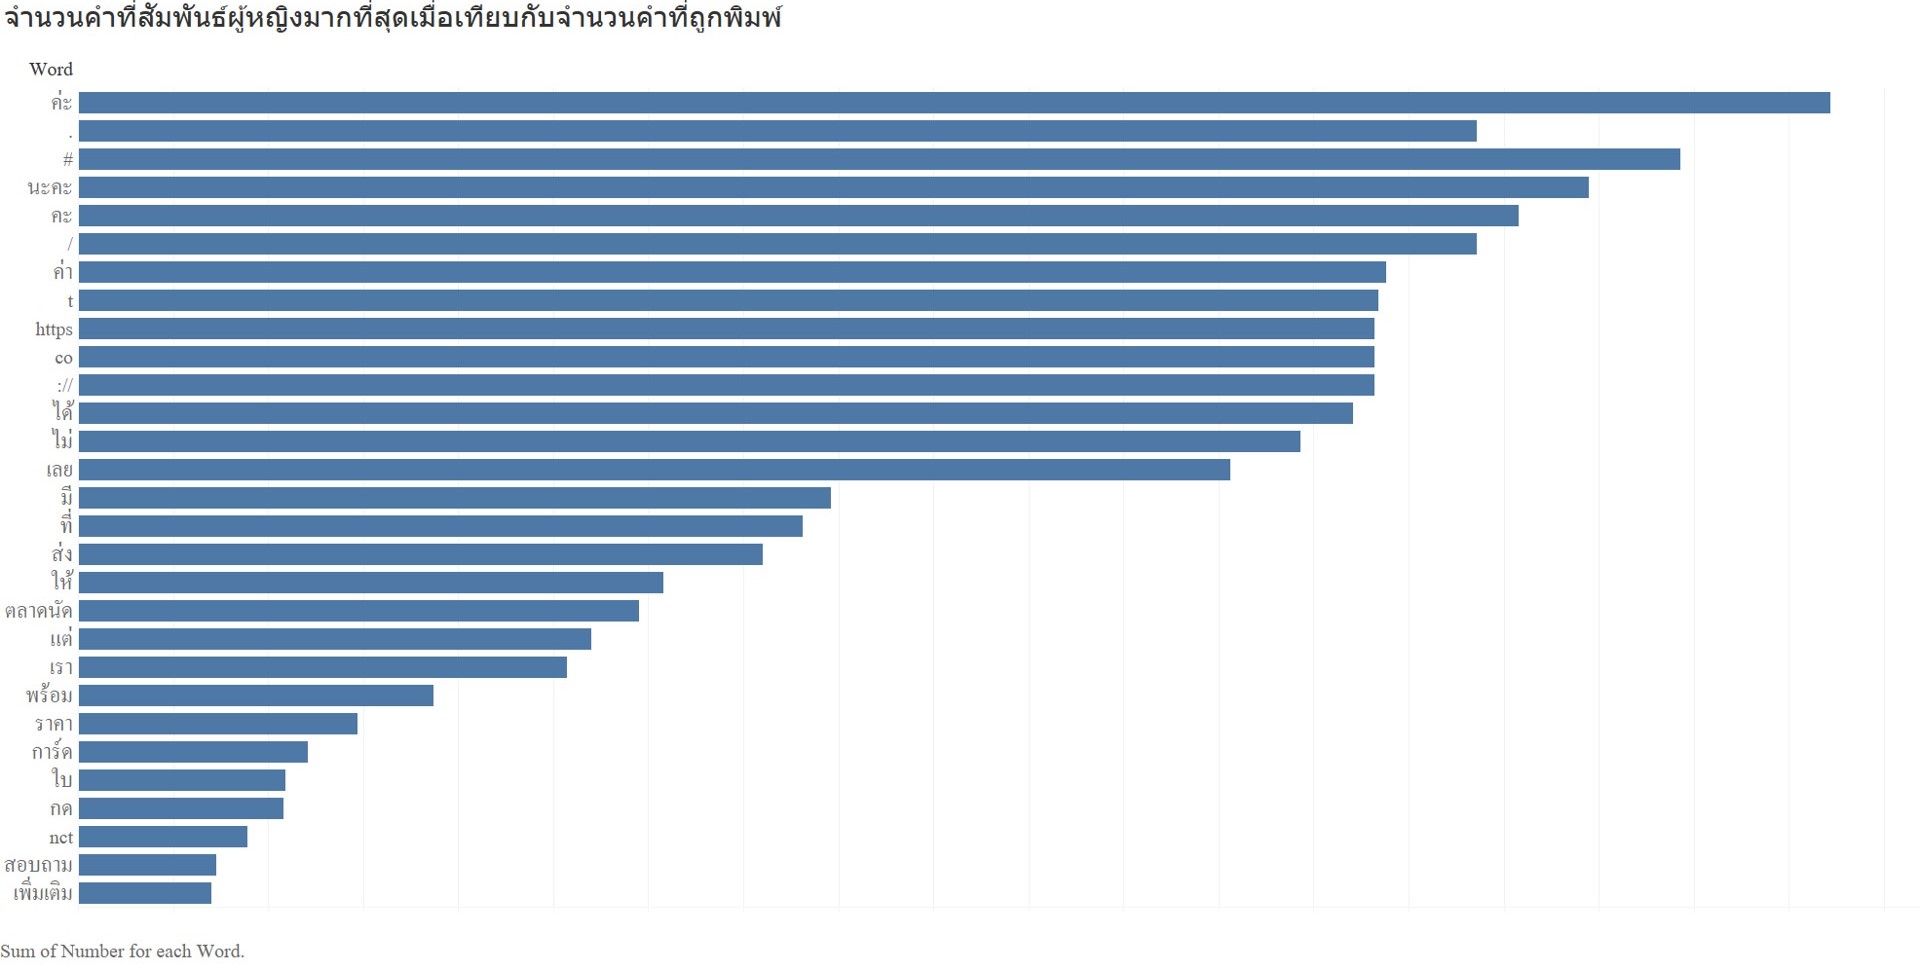 จำนวนคำที่สัมพันธ์ผู้หญิงมากที่สุดเมื่อเทียบกับจำนวนคำที่ถูกพิมพ์
Word
ค่ะ
.
#
นะคะ
คะ
/
ค่า
t
https
co
://
ได้
ไม่
เลย
มี
ที่
ส่ง
ให้
ตลาดนัด
แต่
เรา
พร้อม
ราคา
การ์ด
ใบ
กด
nct
สอบถาม
เพิ่มเติม
Sum of Number for each Word.